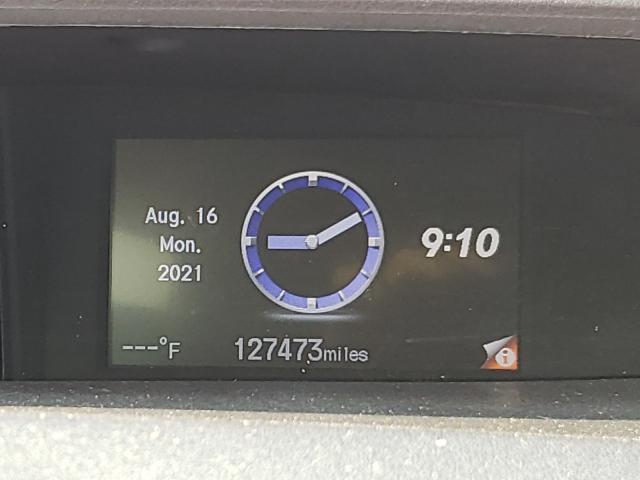 Aug. 16
Mon.
2021
9:10
---°F
127473miles
i